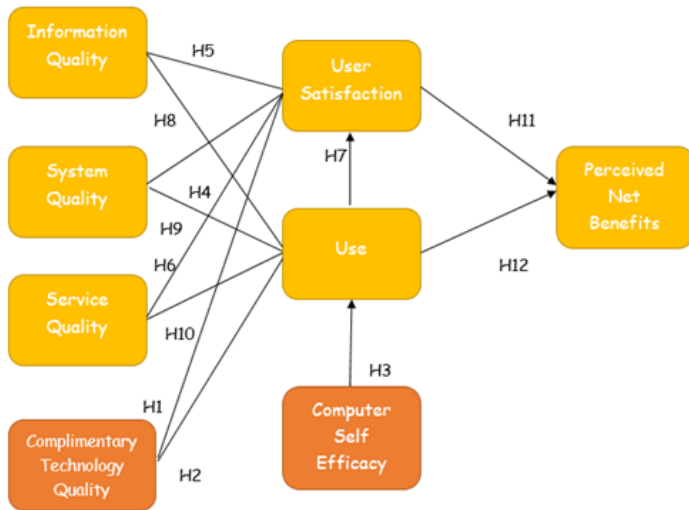 Information
Quality
H5
User
Satisfaction
H8
H11
H7
System
Quality
H4
Perceived
Net
Benefits
H9
Use
H12
H6
Service
Quality
H10
H3
H1
Computer
Self
Efficacy
Complimentary
Technology
Quality
H2